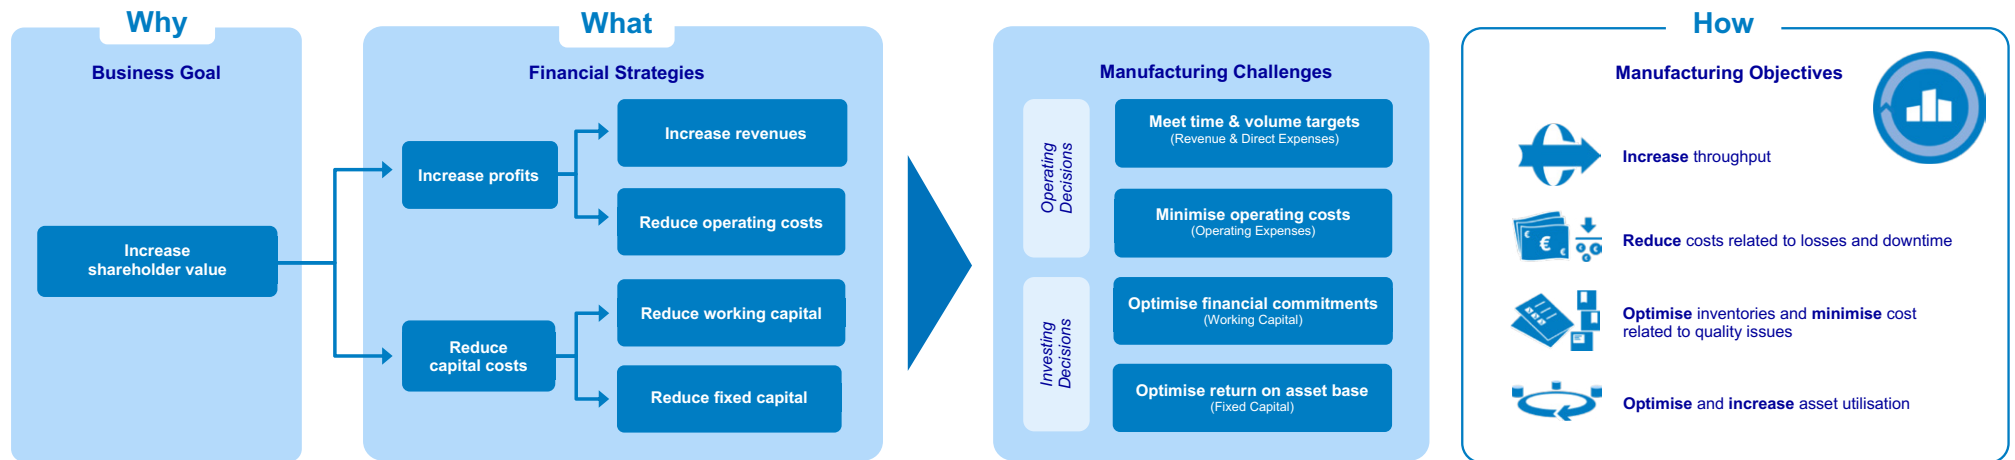 Why
Business Goal
Increase
shareholder value
What
Financial Strategies
Increase profits
Increase revenues
Reduce operating costs
Reduce
capital costs
Reduce working capital
Reduce fixed capital
Manufacturing Challenges
Operating
Decisions
Meet time & volume targets
(Revenue & Direct Expenses)
Minimise operating costs
(Operating Expenses)
Investing
Decisions
Optimise financial commitments
(Working Capital)
Optimise return on asset base
(Fixed Capital)
How
Manufacturing Objectives
Increase throughput
€
€
Reduce costs related to losses and downtime
Optimise inventories and minimise cost
related to quality issues
Optimise and increase asset utilisation